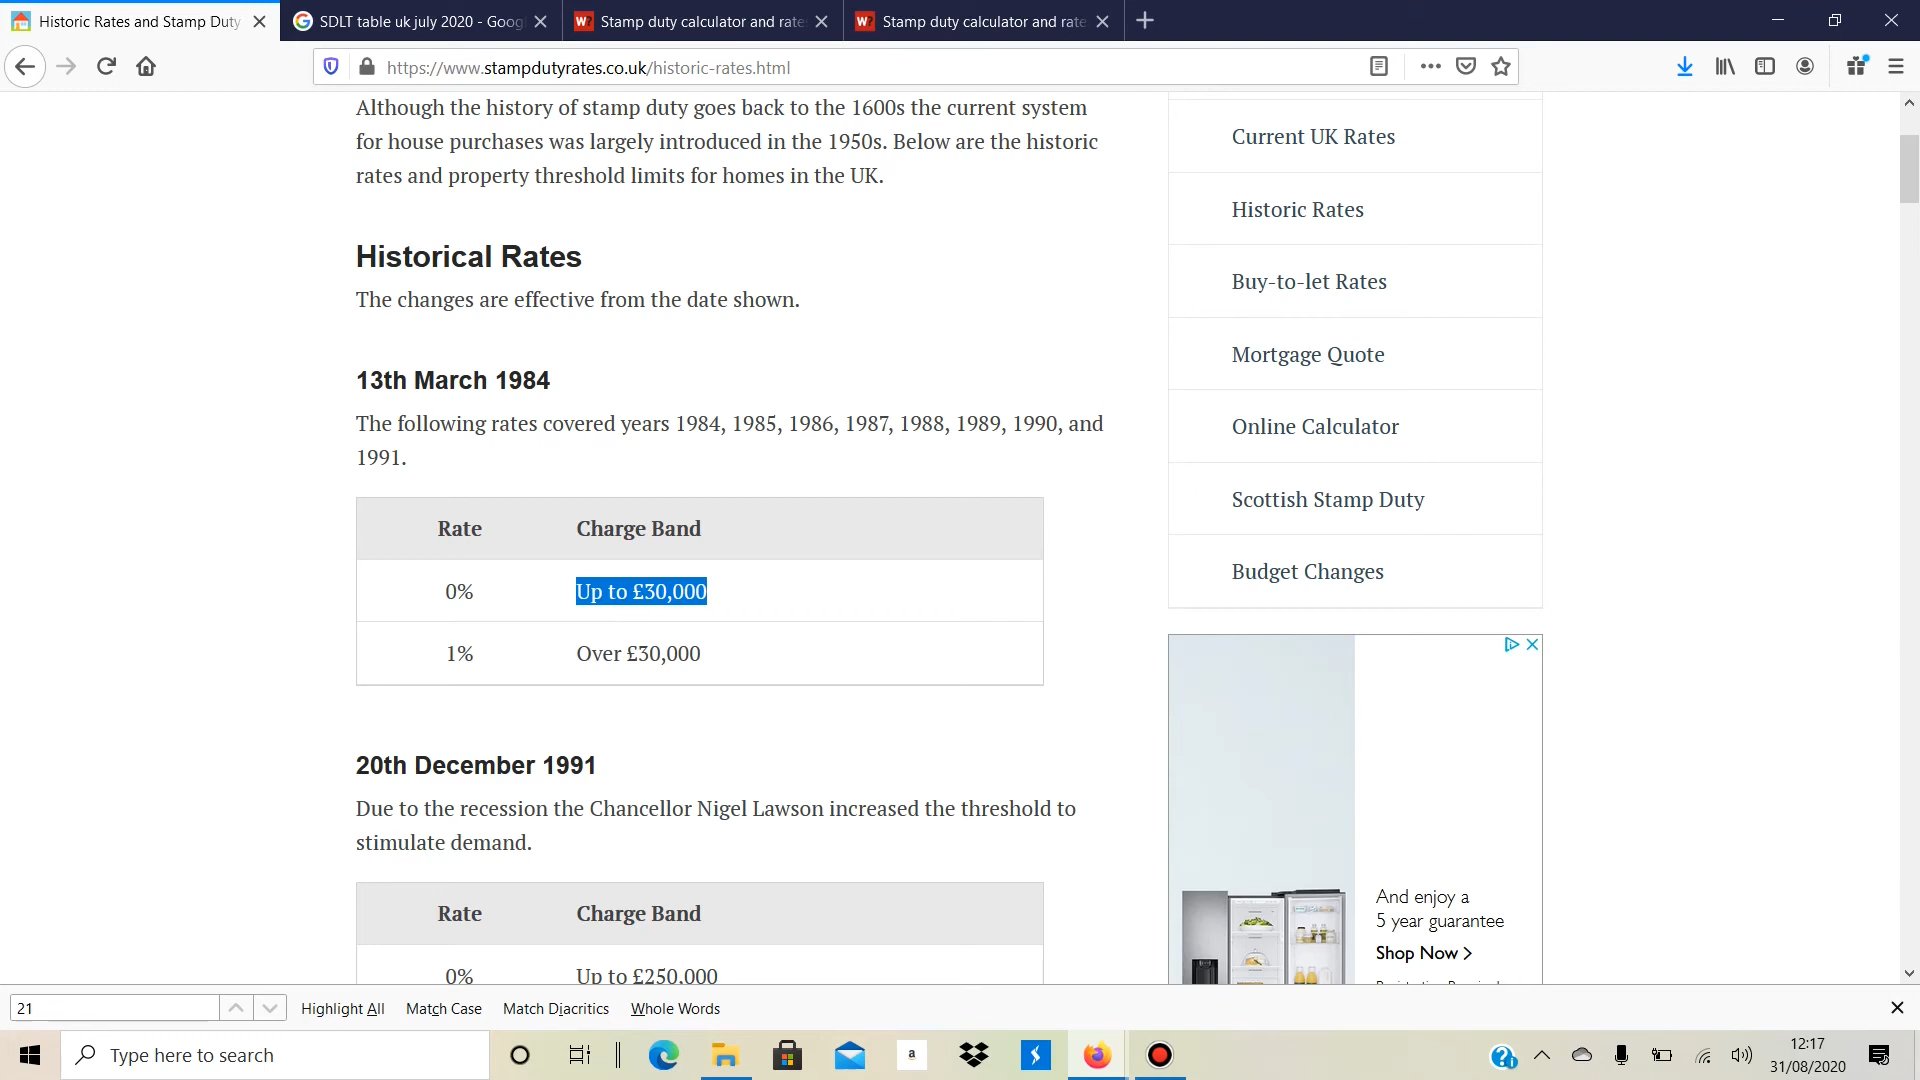 Historic Rates and Stamp Duty
SDLT table uk july 2020 - Goog
W? Stamp duty calculator and rate
W? Stamp duty calculator and rate
https://www.stampdutyrates.co.uk/historic-rates.html
Although the history of stamp duty goes back to the 1600s the current system
for house purchases was largely introduced in the 1950s. Below are the historic
rates and property threshold limits for homes in the UK.
Historical Rates
The changes are effective from the date shown.
13th March 1984
The following rates covered years 1984, 1985, 1986, 1987, 1988, 1989, 1990, and
1991.
Rate Charge Band
0% Up to £30,000
1% Over £30,000
20th December 1991
Due to the recession the Chancellor Nigel Lawson increased the threshold to
stimulate demand.
Rate Charge Band
0% Up to £250,000
Current UK Rates
Historic Rates
Buy-to-let Rates
Mortgage Quote
Online Calculator
Scottish Stamp Duty
Budget Changes
And enjoy a
5 year guarantee
Shop Now >
21
Highlight All Match Case Match Diacritics Whole Words
Type here to search
a
12:17
31/08/2020